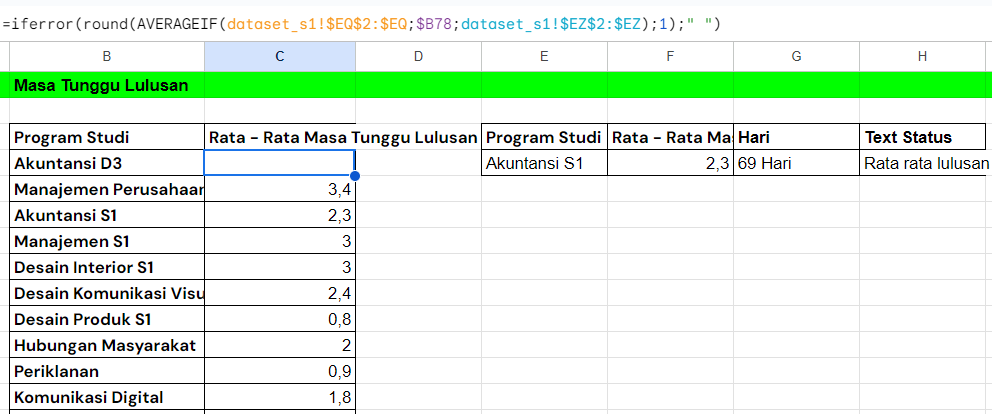 =iferror(round(AVERAGEIF(dataset_s1!$EQ$2:$EQ;$B78;dataset_s1!$EZ$2:$EZ);1);" ")
B C D E F G H
Masa Tunggu Lulusan
Program Studi Rata - Rata Masa Tunggu Lulusan Program Studi Rata - Rata Ma Hari Text Status
Akuntansi D3 Akuntansi S1 2,3 69 Hari Rata rata lulusan
Manajemen Perusahaan 3,4
Akuntansi S1 2,3
Manajemen S1 3
Desain Interior S1 3
Desain Komunikasi Visu 2,4
Desain Produk S1 0,8
Hubungan Masyarakat 2
Periklanan 0,9
Komunikasi Digital 1,8